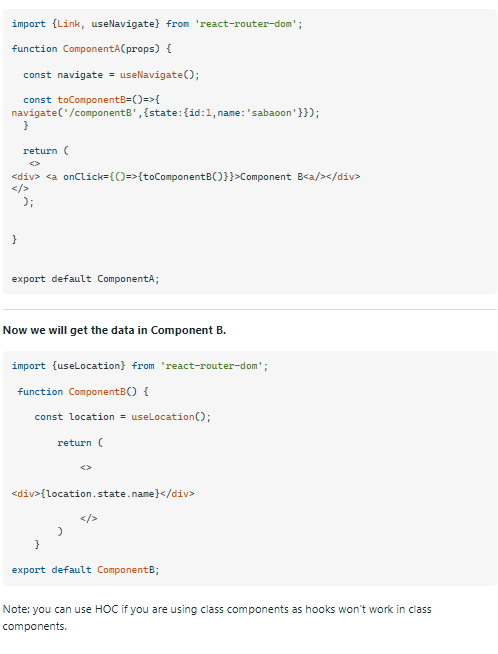 import {Link, useNavigate} from 'react-router-dom';
function ComponentA(props) {
const navigate = useNavigate();
const toComponentB=()=>{
navigate('/componentB',{state:{id:1,name:'sabaoon'}});
}
return (
<>
<div> <a onClick={()=>{toComponentB()}}>Component B<a/></div>
</>
);
}
export default ComponentA;
Now we will get the data in Component B.
import {useLocation} from 'react-router-dom';
function ComponentB() {
const location = useLocation();
return (
<>
<div>{location.state.name}</div>
</>
)
}
export default ComponentB;
Note: you can use HOC if you are using class components as hooks won't work in class
components.